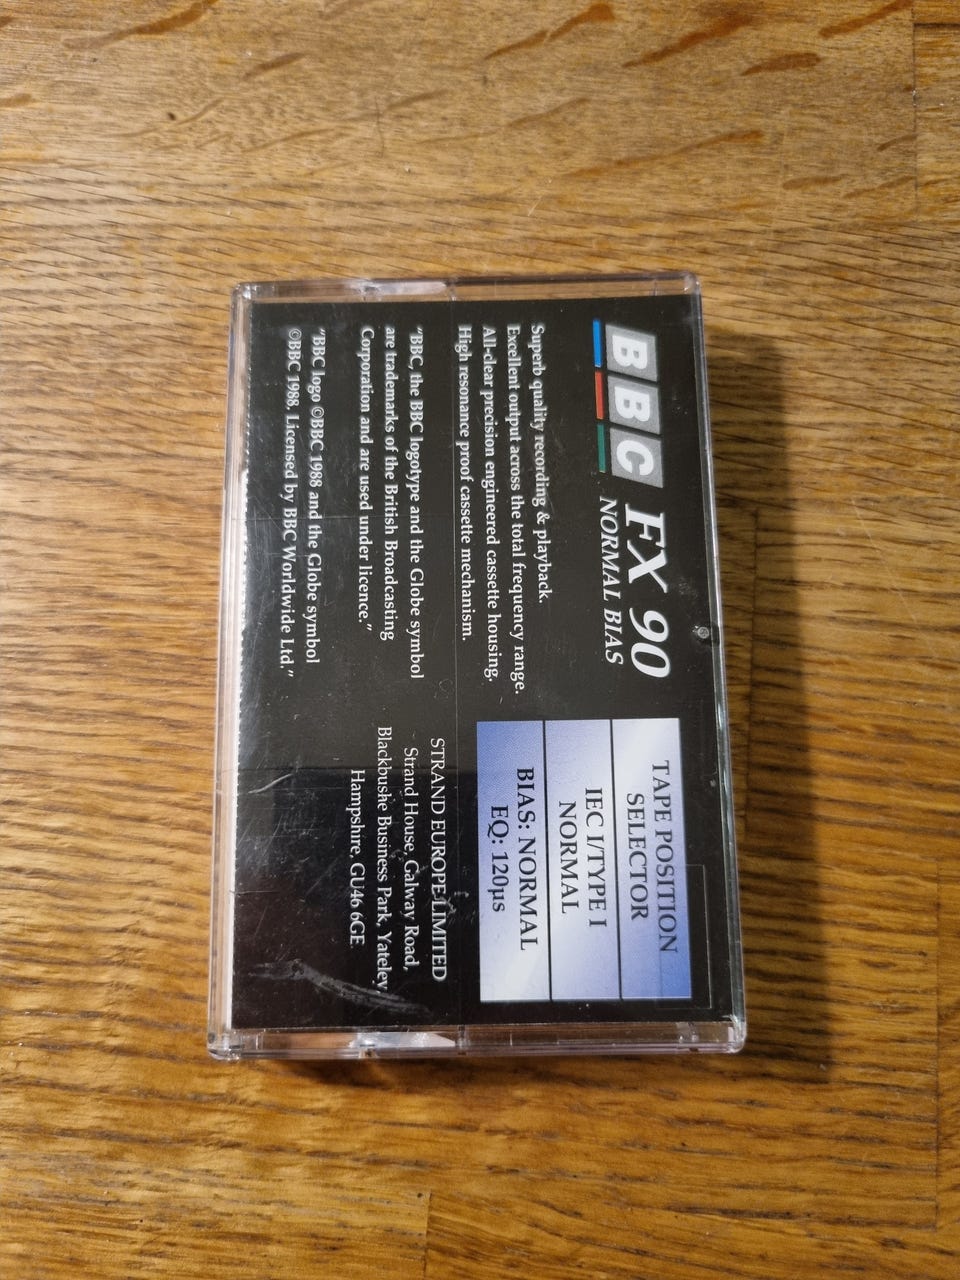 BBC FX 90
NORMAL BIAS
Superb quality recording & playback.
Excellent output across the total frequency range.
All-clear precision engineered cassette housing.
High resonance proof cassette mechanism.
"BBC, the BBC logotype and the Globe symbol
are trademarks of the British Broadcasting
Corporation and are used under licence."
"BBC logo ©BBC 1988 and the Globe symbol
©BBC 1988. Licensed by BBC Worldwide Ltd."
TAPE POSITION
SELECTOR
IEC I/TYPE I
NORMAL
BIAS: NORMAL
EQ: 120µs
STRAND EUROPE LIMITED
Strand House, Galway Road,
Blackbushe Business Park, Yateley,
Hampshire, GU46 6GE